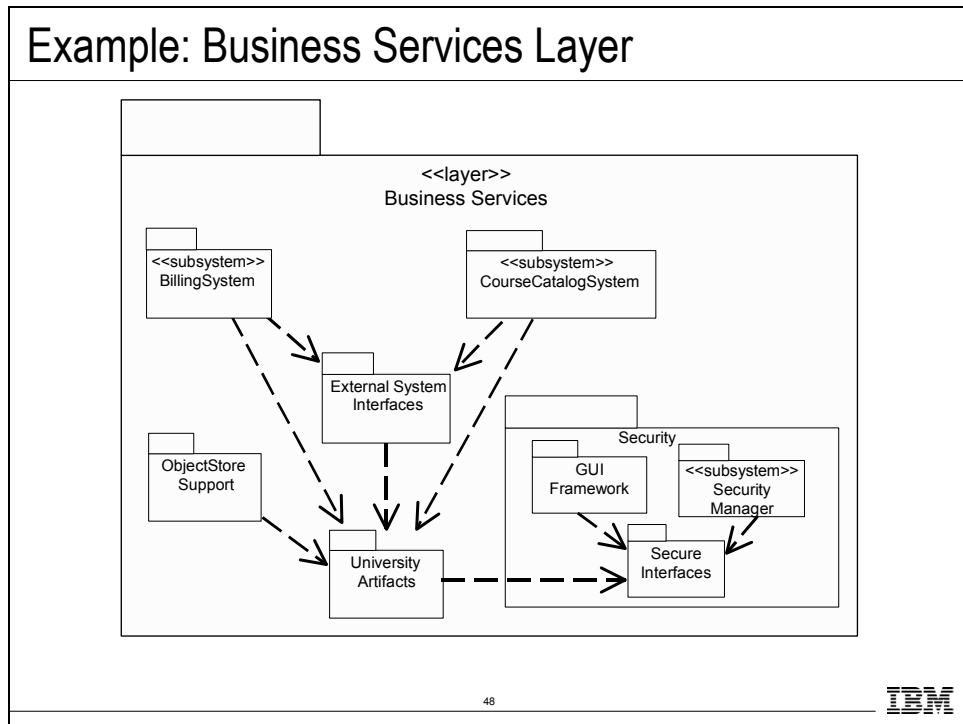 Example: Business Services Layer
<<layer>>
Business Services
<<subsystem>>
BillingSystem
<<subsystem>>
CourseCatalogSystem
External System
Interfaces
Security
ObjectStore
Support
GUI
Framework
<<subsystem>>
Security
Manager
University
Artifacts
Secure
Interfaces
48
IBM